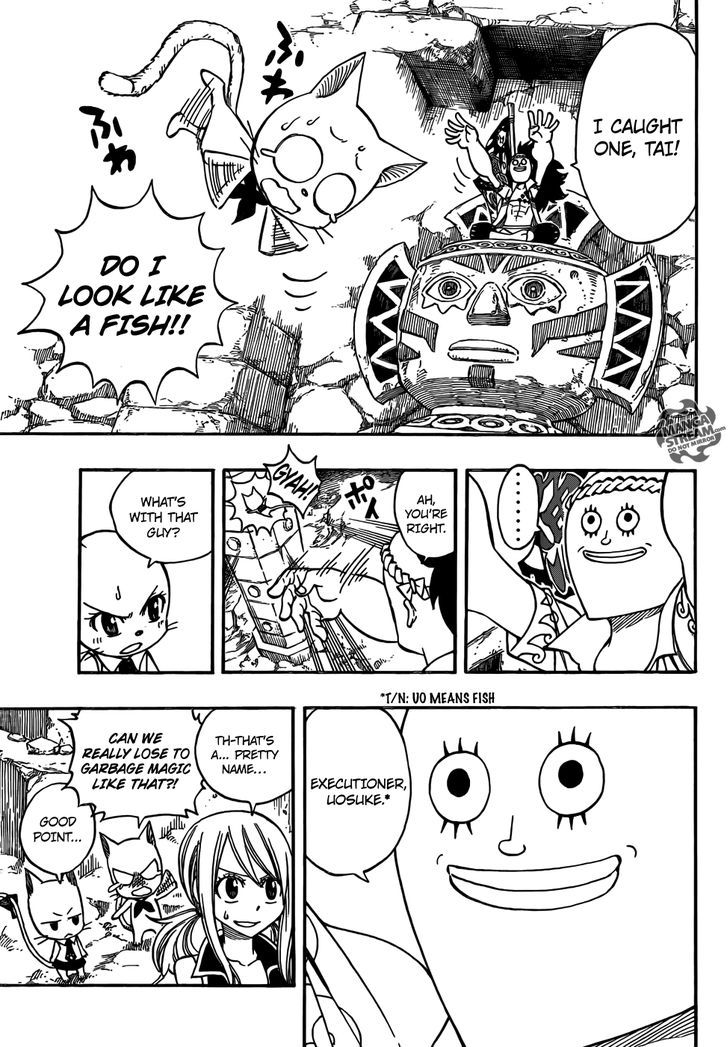 I CAUGHT
ONE, TAI!
ふわ
ふわ
DO I
LOOK LIKE
A FISH!!
MANGA
STREAM.com
DO NOT MIRROR
AH,
YOU'RE
RIGHT.
ポイ
GYAH!
WHAT'S
WITH THAT
GUY?
*T/N: UO MEANS FISH
EXECUTIONER,
UOSUKE.*
TH-THAT'S
A... PRETTY
NAME...
CAN WE
REALLY LOSE TO
GARBAGE MAGIC
LIKE THAT?!
GOOD
POINT...